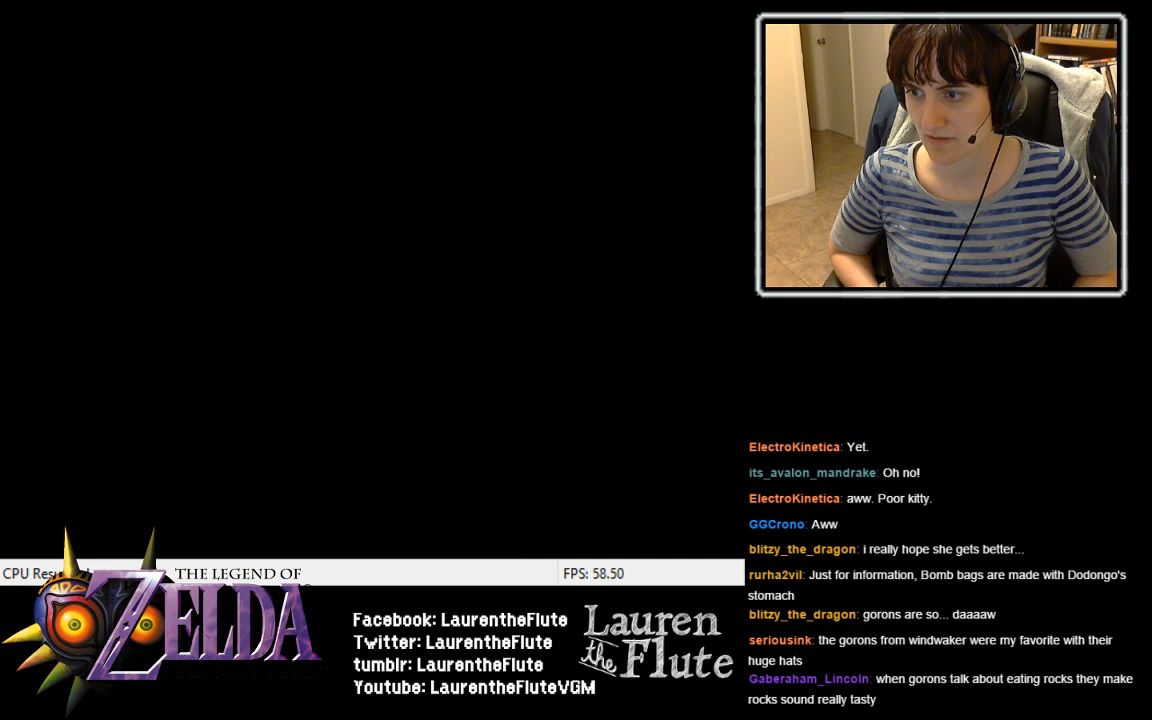 ElectroKinetica: Yet.
its_avalon_mandrake: Oh no!
ElectroKinetica: aww. Poor kitty.
GGCrono: Aww
blitzy_the_dragon: i really hope she gets better...
rurha2vil: Just for information, Bomb bags are made with Dodongo's
stomach
blitzy_the_dragon: gorons are so... daaaaw
seriousink: the gorons from windwaker were my favorite with their
huge hats
Gaberaham_Lincoln: when gorons talk about eating rocks they make
rocks sound really tasty
CPU
FPS: 58.50
THE LEGEND OF
ZELDA
Facebook: LaurentheFlute
Twitter: LaurentheFlute
tumblr: LaurentheFlute
Youtube: LaurentheFluteVGM
Lauren
the Flute